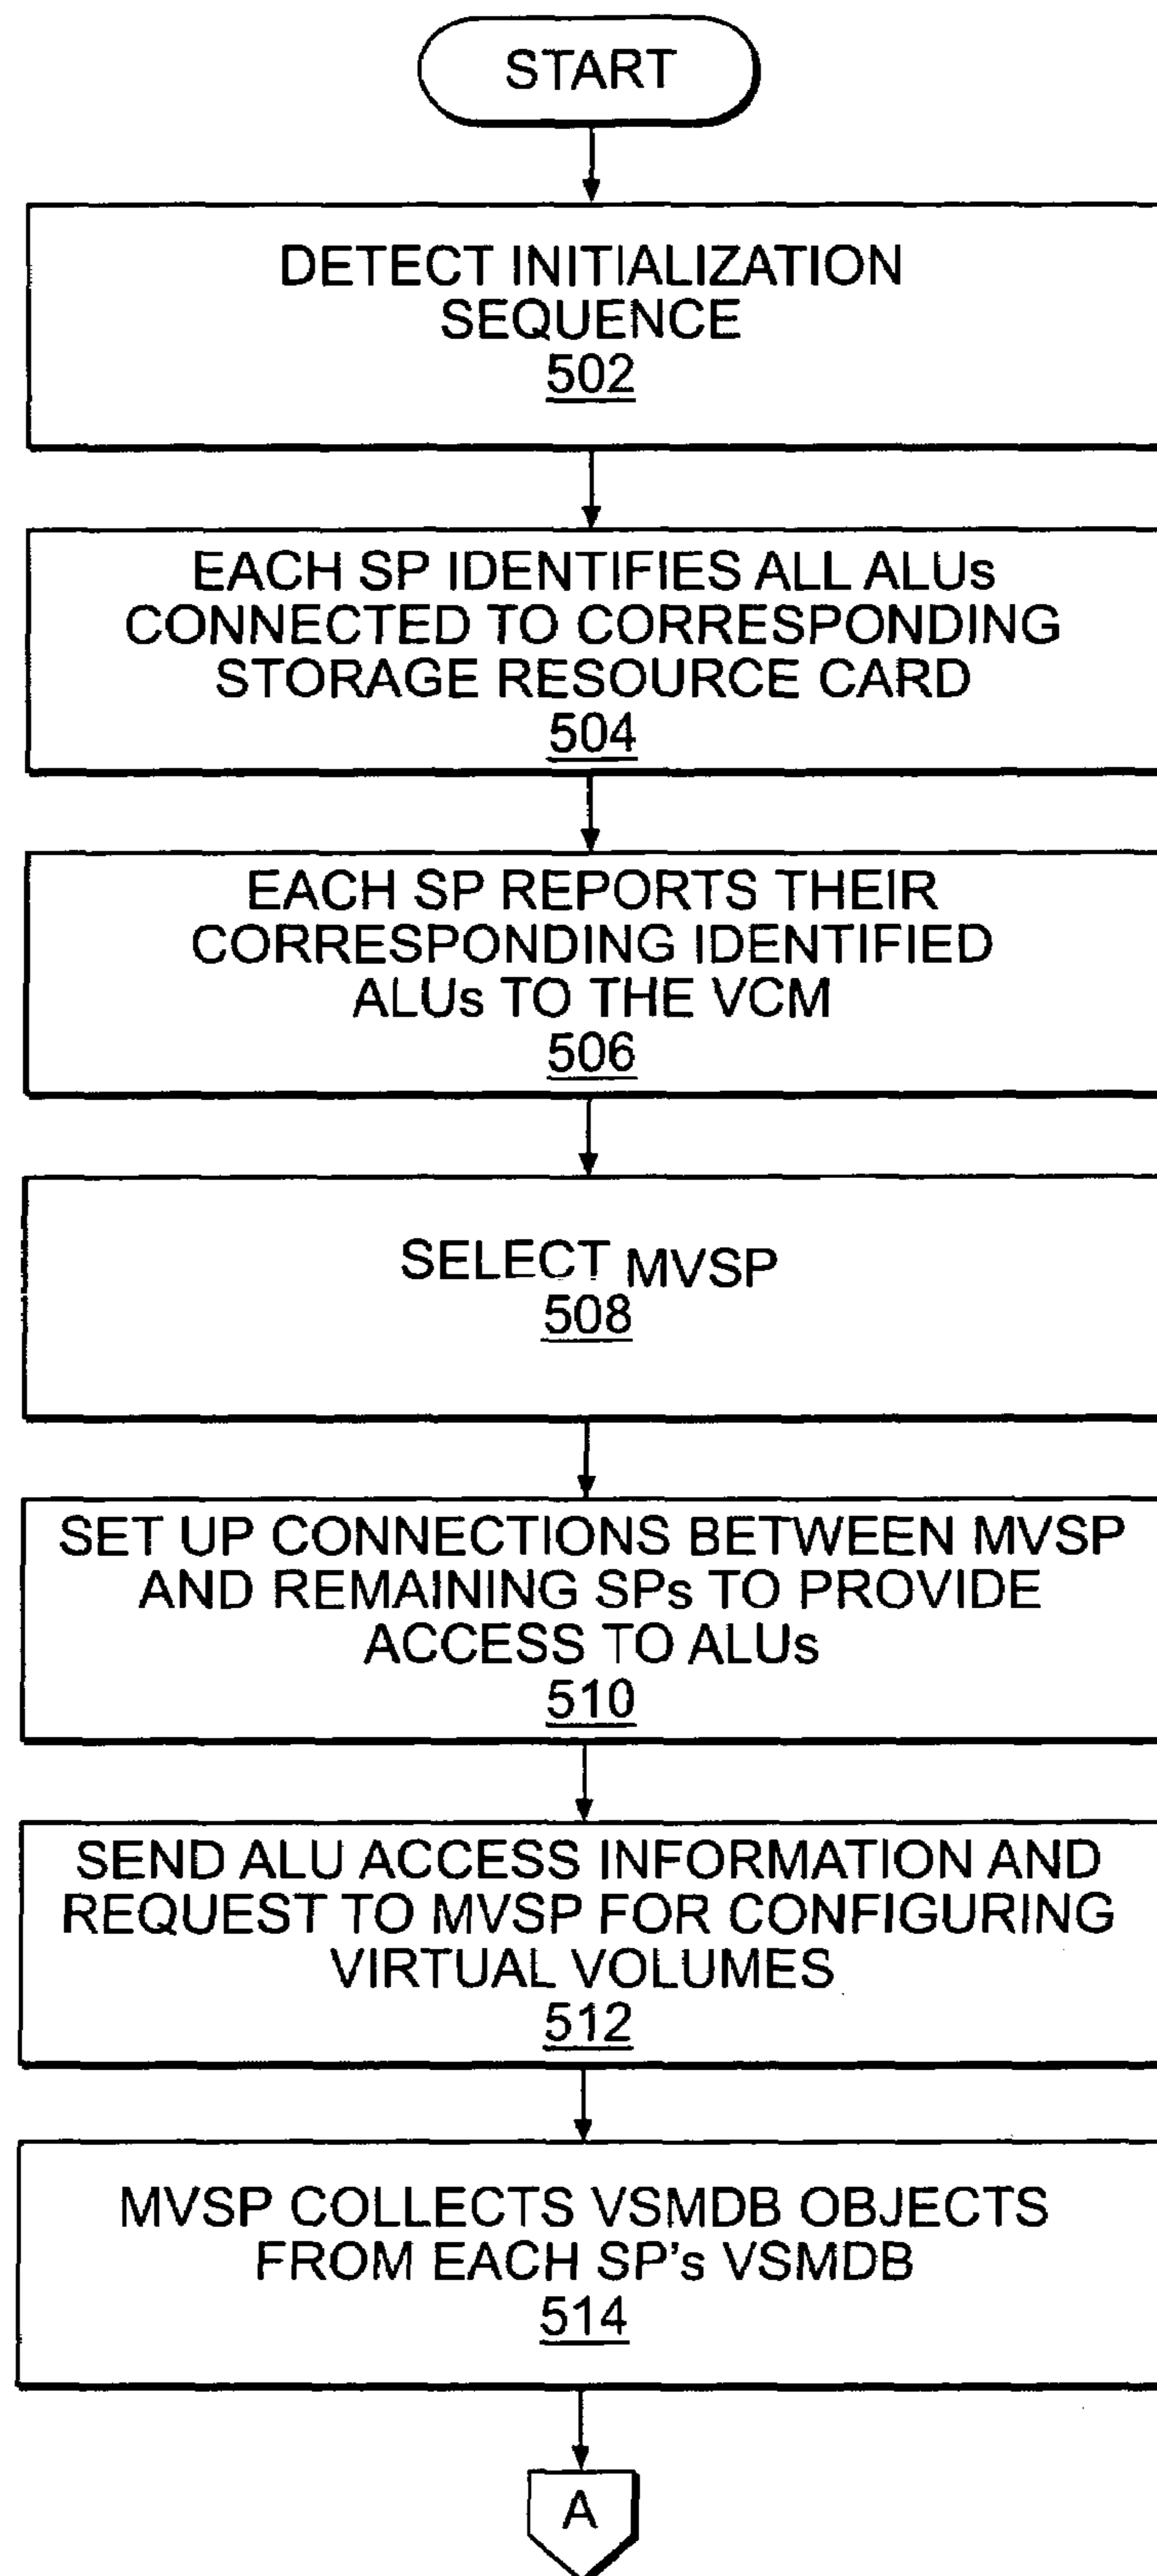 START
DETECT INITIALIZATION
SEQUENCE
502
EACH SP IDENTIFIES ALL ALUs
CONNECTED TO CORRESPONDING
STORAGE RESOURCE CARD
504
EACH SP REPORTS THEIR
CORRESPONDING IDENTIFIED
ALUs TO THE VCM
506
SELECT MVSP
508
SET UP CONNECTIONS BETWEEN MVSP
AND REMAINING SPs TO PROVIDE
ACCESS TO ALUs
510
SEND ALU ACCESS INFORMATION AND
REQUEST TO MVSP FOR CONFIGURING
VIRTUAL VOLUMES
512
MVSP COLLECTS VSMDB OBJECTS
FROM EACH SP's VSMDB
514
A